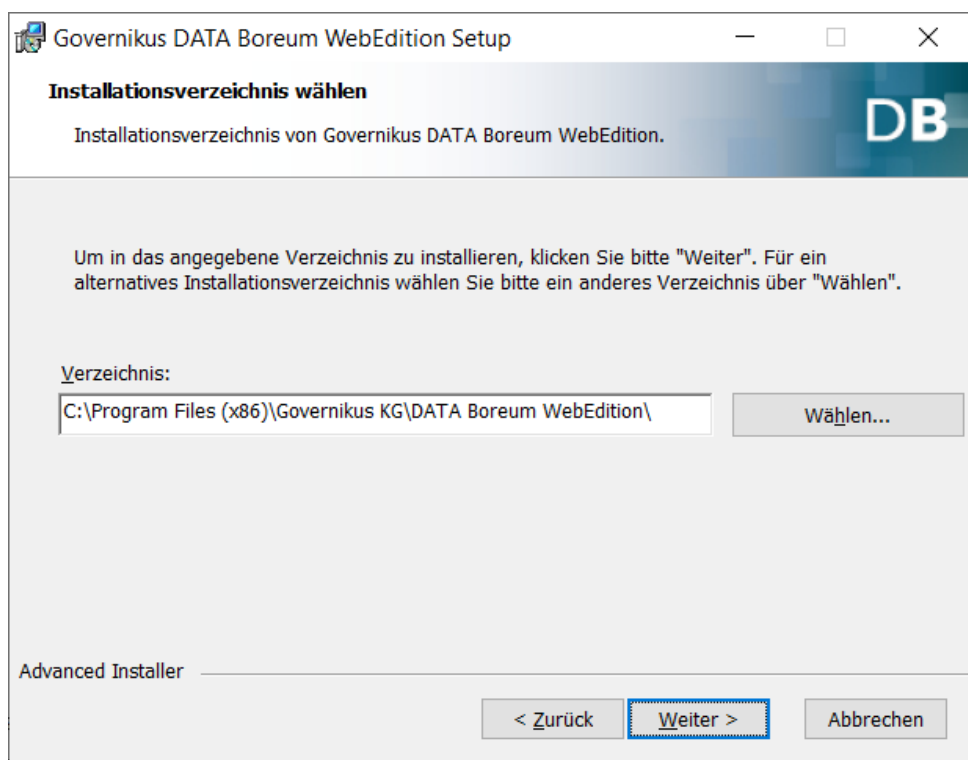 Governikus DATA Boreum WebEdition Setup
Installationsverzeichnis wählen
Installationsverzeichnis von Governikus DATA Boreum WebEdition.
DB
Um in das angegebene Verzeichnis zu installieren, klicken Sie bitte "Weiter". Für ein
alternatives Installationsverzeichnis wählen Sie bitte ein anderes Verzeichnis über "Wählen".
Verzeichnis:
C:\Program Files (x86)\Governikus KG\DATA Boreum WebEdition\
Wählen...
Advanced Installer
< Zurück
Weiter >
Abbrechen